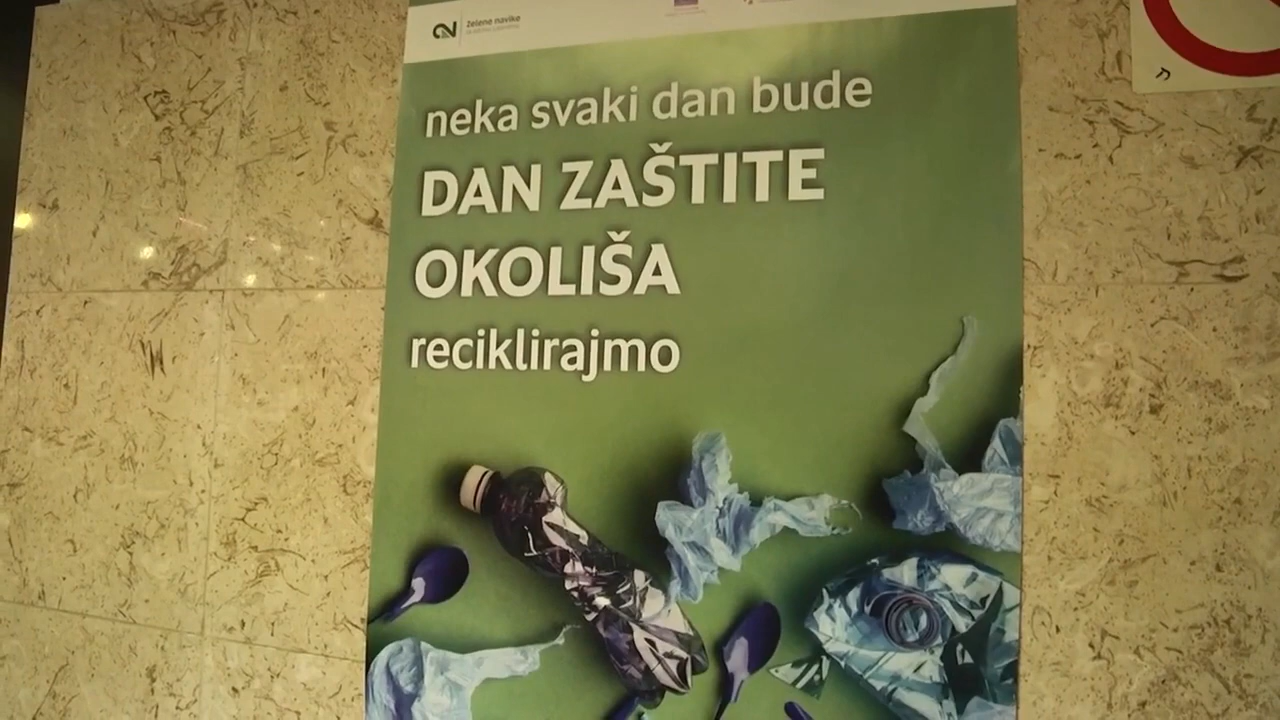 zelene navike
neka svaki dan bude
DAN ZAŠTITE
OKOLIŠA
reciklirajmo